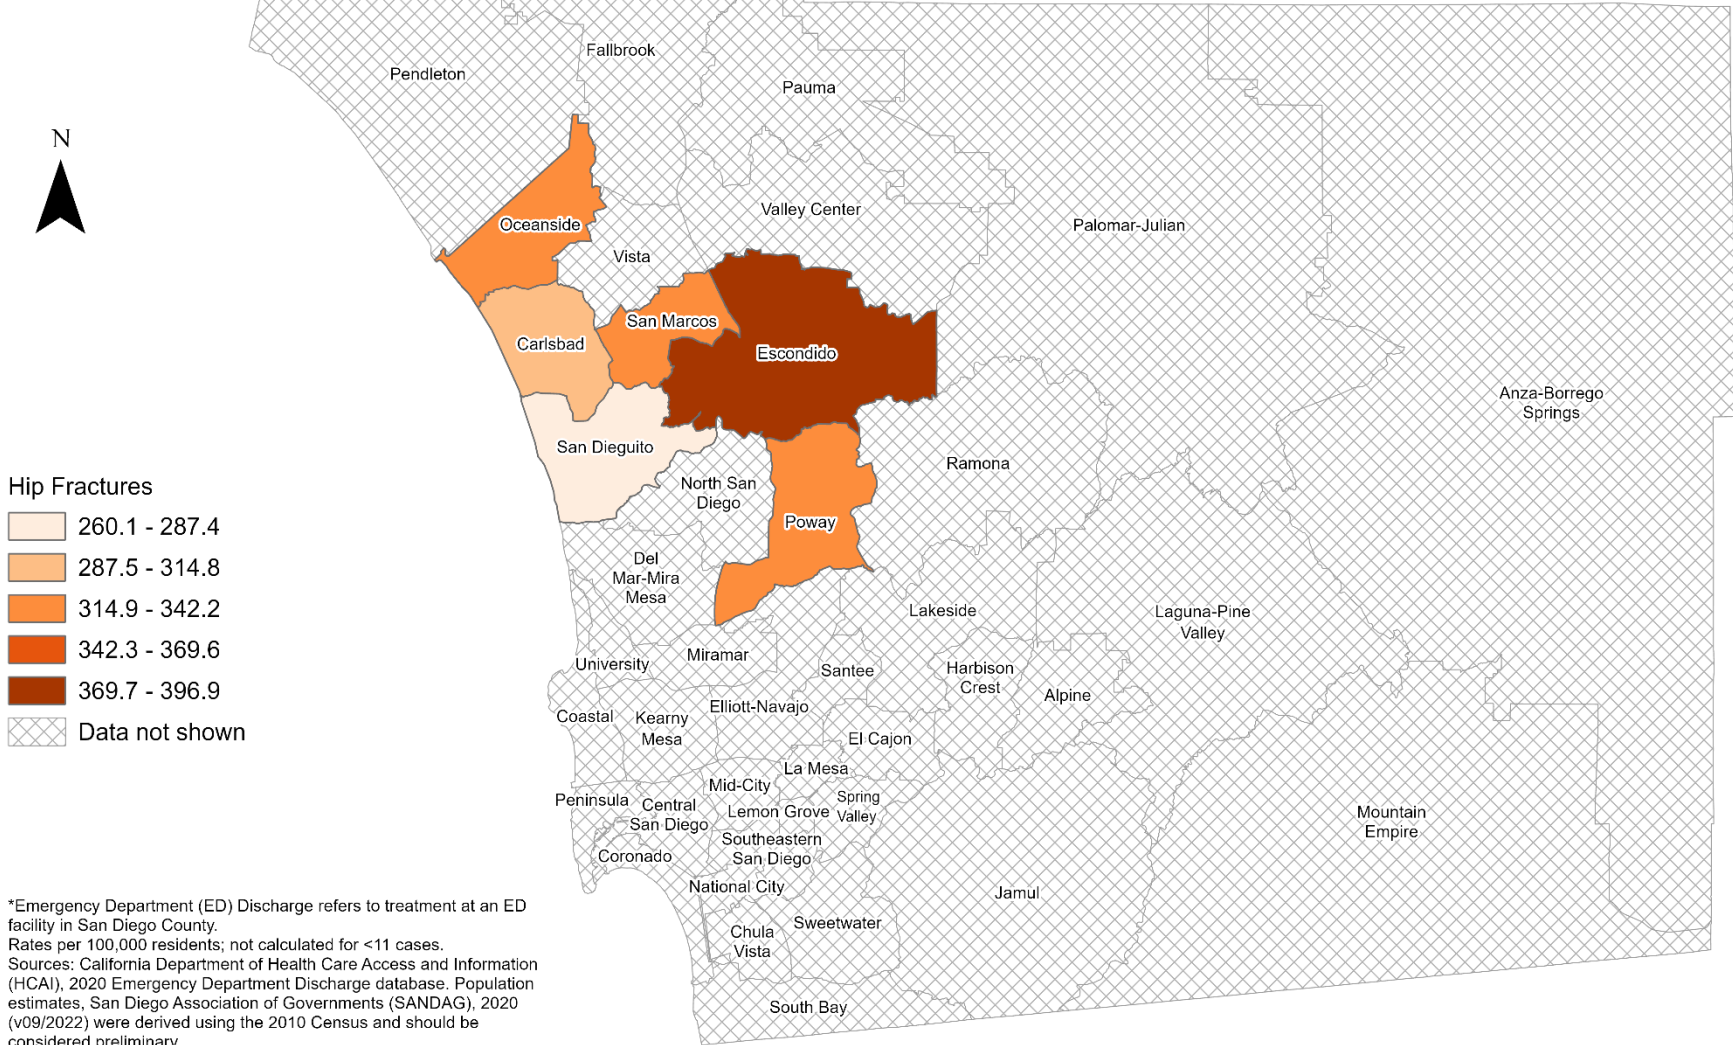 Fallbrook
Pendleton
Pauma
N
Valley Center
Oceanside
Palomar-Julian
Vista
San Marcos
Carlsbad
Escondido
Anza-Borrego
Springs
San Dieguito
Ramona
North San
Diego
Poway
Hip Fractures
260.1 - 287.4
287.5 - 314.8
314.9 - 342.2
342.3 - 369.6
369.7 - 396.9
Data not shown
Del
Mar-Mira
Mesa
Lakeside
Laguna-Pine
Valley
Miramar
University
Santee
Harbison
Crest
Alpine
Elliott-Navajo
Coastal
Kearny
Mesa
El Cajon
La Mesa
Mid-City
Peninsula
Central
San Diego
Lemon Grove
Spring
Valley
Mountain
Empire
Southeastern
San Diego
Coronado
National City
Jamul
Sweetwater
Chula
Vista
South Bay
*Emergency Department (ED) Discharge refers to treatment at an ED
facility in San Diego County.
Rates per 100,000 residents; not calculated for <11 cases.
Sources: California Department of Health Care Access and Information
(HCAI), 2020 Emergency Department Discharge database. Population
estimates, San Diego Association of Governments (SANDAG), 2020
(v09/2022) were derived using the 2010 Census and should be
considered preliminary